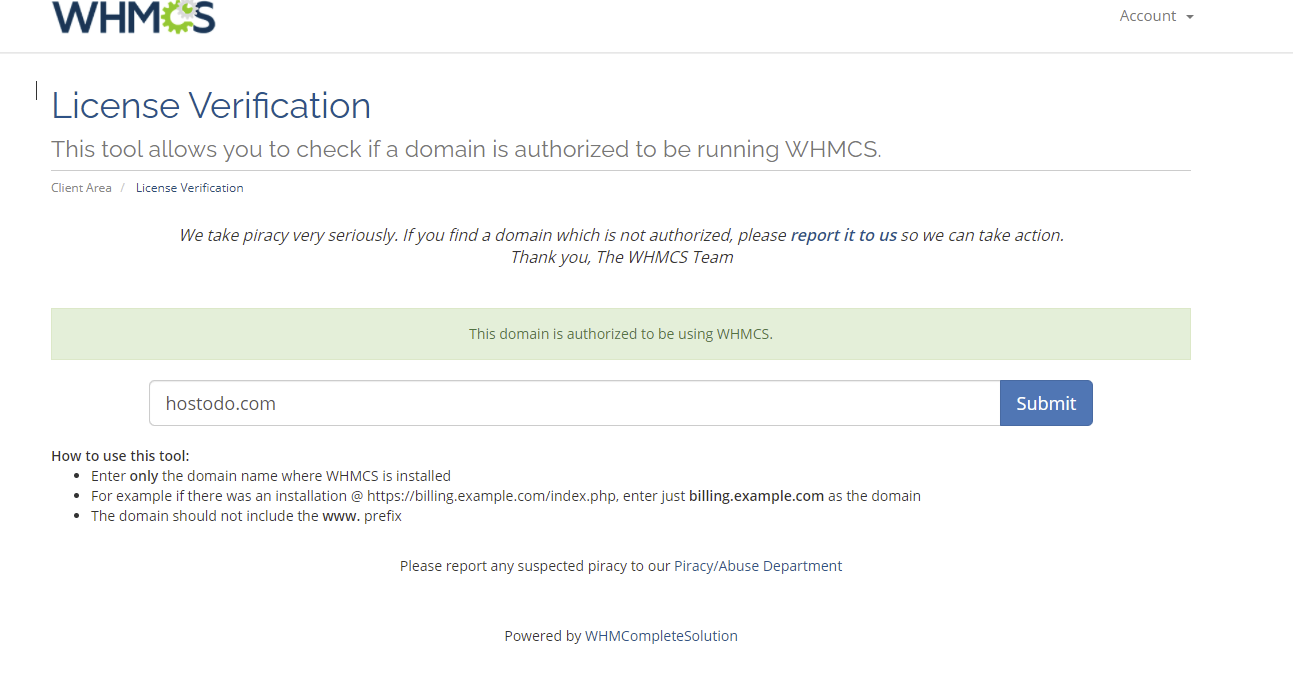 WHMCS
Account
License Verification
This tool allows you to check if a domain is authorized to be running WHMCS.
Client Area / License Verification
We take piracy very seriously. If you find a domain which is not authorized, please report it to us so we can take action.
Thank you, The WHMCS Team
This domain is authorized to be using WHMCS.
hostodo.com Submit
How to use this tool:
• Enter only the domain name where WHMCS is installed
• For example if there was an installation @ https://billing.example.com/index.php, enter just billing.example.com as the domain
• The domain should not include the www. prefix
Please report any suspected piracy to our Piracy/Abuse Department
Powered by WHMCompleteSolution